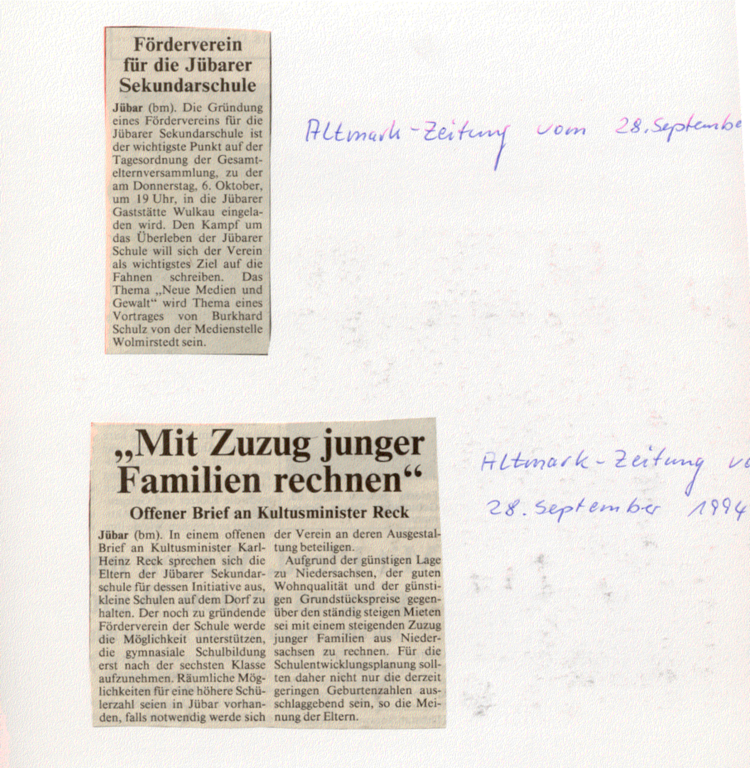 Förderverein
für die Jübarer
Sekundarschule
Jübar (bm). Die Gründung
eines Fördervereins für die
Jübarer Sekundarschule ist
der wichtigste Punkt auf der
Tagesordnung der Gesamt-
elternversammlung, zu der
am Donnerstag, 6. Oktober,
um 19 Uhr, in die Jübarer
Gaststätte Wulkau eingela-
den wird. Den Kampf um
das Überleben der Jübarer
Schule will sich der Verein
als wichtigstes Ziel auf die
Fahnen schreiben. Das
Thema „Neue Medien und
Gewalt“ wird Thema eines
Vortrages von Burkhard
Schulz von der Medienstelle
Wolmirstedt sein.
Altmark-Zeitung vom 28. Septembe
„Mit Zuzug junger
Familien rechnen“
Offener Brief an Kultusminister Reck
Jübar (bm). In einem offenen
Brief an Kultusminister Karl-
Heinz Reck sprechen sich die
Eltern der Jübarer Sekundar-
schule für dessen Initiative aus,
kleine Schulen auf dem Dorf zu
halten. Der noch zu gründende
Förderverein der Schule werde
die Möglichkeit unterstützen,
die gymnasiale Schulbildung
erst nach der sechsten Klasse
aufzunehmen. Räumliche Mög-
lichkeiten für eine höhere Schü-
lerzahl seien in Jübar vorhan-
den, falls notwendig werde sich
der Verein an deren Ausgestal-
tung beteiligen.
Aufgrund der günstigen Lage
zu Niedersachsen, der guten
Wohnqualität und der günsti-
gen Grundstückspreise gegen-
über den ständig steigen Mieten
sei mit einem steigenden Zuzug
junger Familien aus Nieder-
sachsen zu rechnen. Für die
Schulentwicklungsplanung soll-
ten daher nicht nur die derzeit
geringen Geburtenzahlen aus-
schlaggebend sein, so die Mei-
nung der Eltern.
Altmark-Zeitung vo
28. September 1994